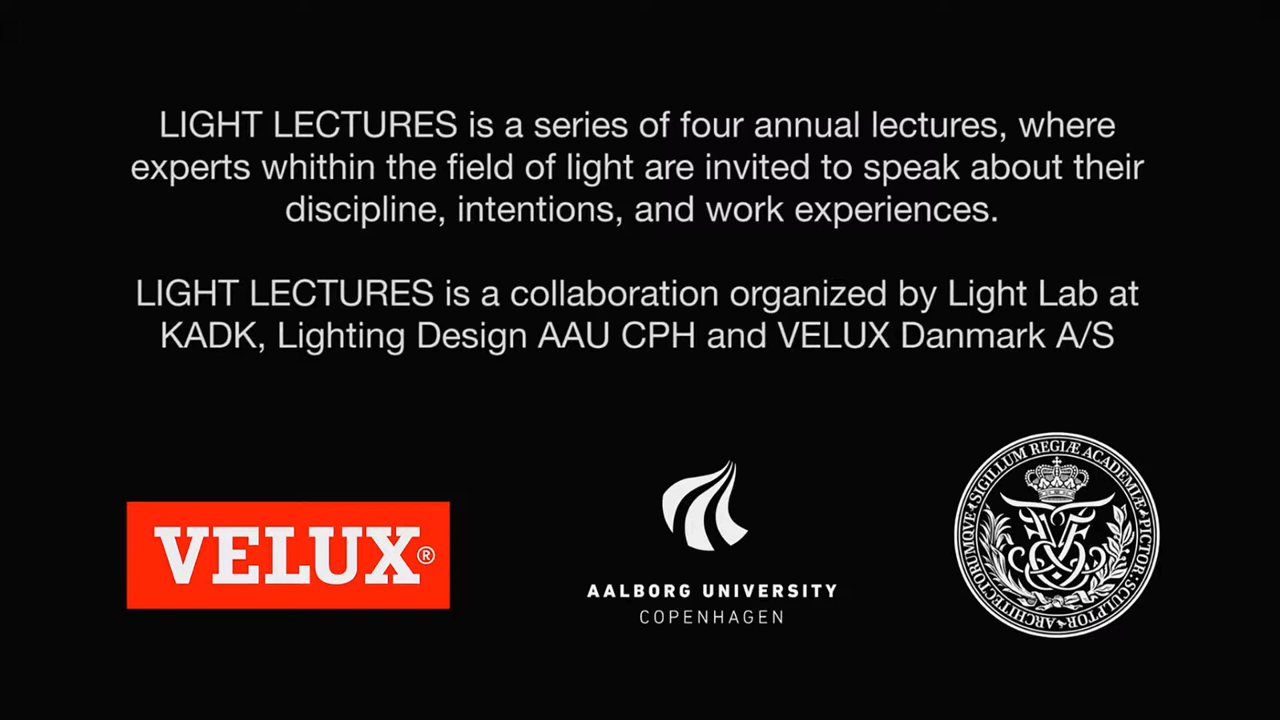 LIGHT LECTURES is a series of four annual lectures, where
experts whithin the field of light are invited to speak about their
discipline, intentions, and work experiences.
LIGHT LECTURES is a collaboration organized by Light Lab at
KADK, Lighting Design AAU CPH and VELUX Danmark A/S
VELUX®
AALBORG UNIVERSITY
COPENHAGEN
SIGILLUM REGIÆ ACADEMIÆ PICTOR: SCULPTOR: ARCHITECTORUMQVE